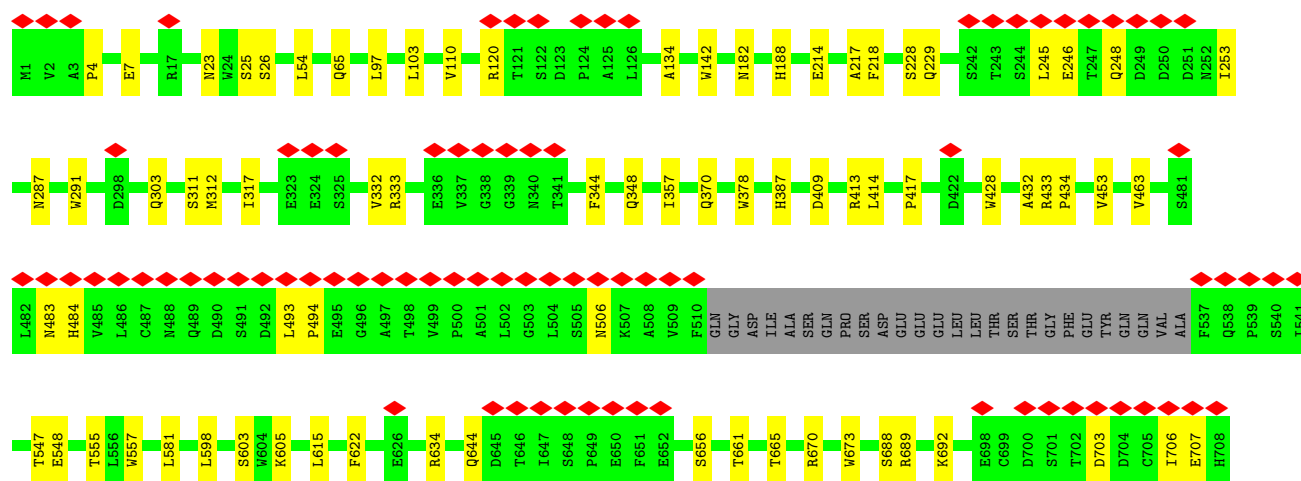 M1 V2 A3 P4 E7 R17 N23 W24 S25 S26 L54 Q65 L97 L103 V110 R120 T121 S122 D123 P124 A125 L126 A134 W142 N182 H188 E214 A217 F218 S228 Q229 S242 T243 S244 L245 E246 T247 Q248 D249 D250 D251 N252 I253
N287 W291 D298 Q303 S311 M312 I317 E323 E324 S325 V332 R333 E336 V337 G338 G339 N340 T341 F344 Q348 I357 Q370 W378 H387 D409 R413 L414 P417 D422 W428 A432 R433 P434 V453 V463 S481
L482 N483 H484 V485 L486 C487 N488 Q489 D490 S491 D492 L493 P494 E495 G496 A497 T498 V499 P500 A501 L502 G503 L504 S505 N506 K507 A508 V509 F510 GLN GLY ASP ILE ALA SER GLN PRO SER ASP GLU GLU GLU LEU LEU THR SER THR GLY PHE GLU TYR GLN GLN VAL ALA F537 Q538 P539 S540 I541
T547 E548 T555 L556 W557 L581 L598 S603 W604 K605 L615 F622 E626 R634 Q644 D645 T646 I647 S648 P649 E650 F651 E652 S656 T661 T665 R670 W673 S688 R689 K692 E698 C699 D700 S701 T702 D703 D704 C705 I706 E707 H708